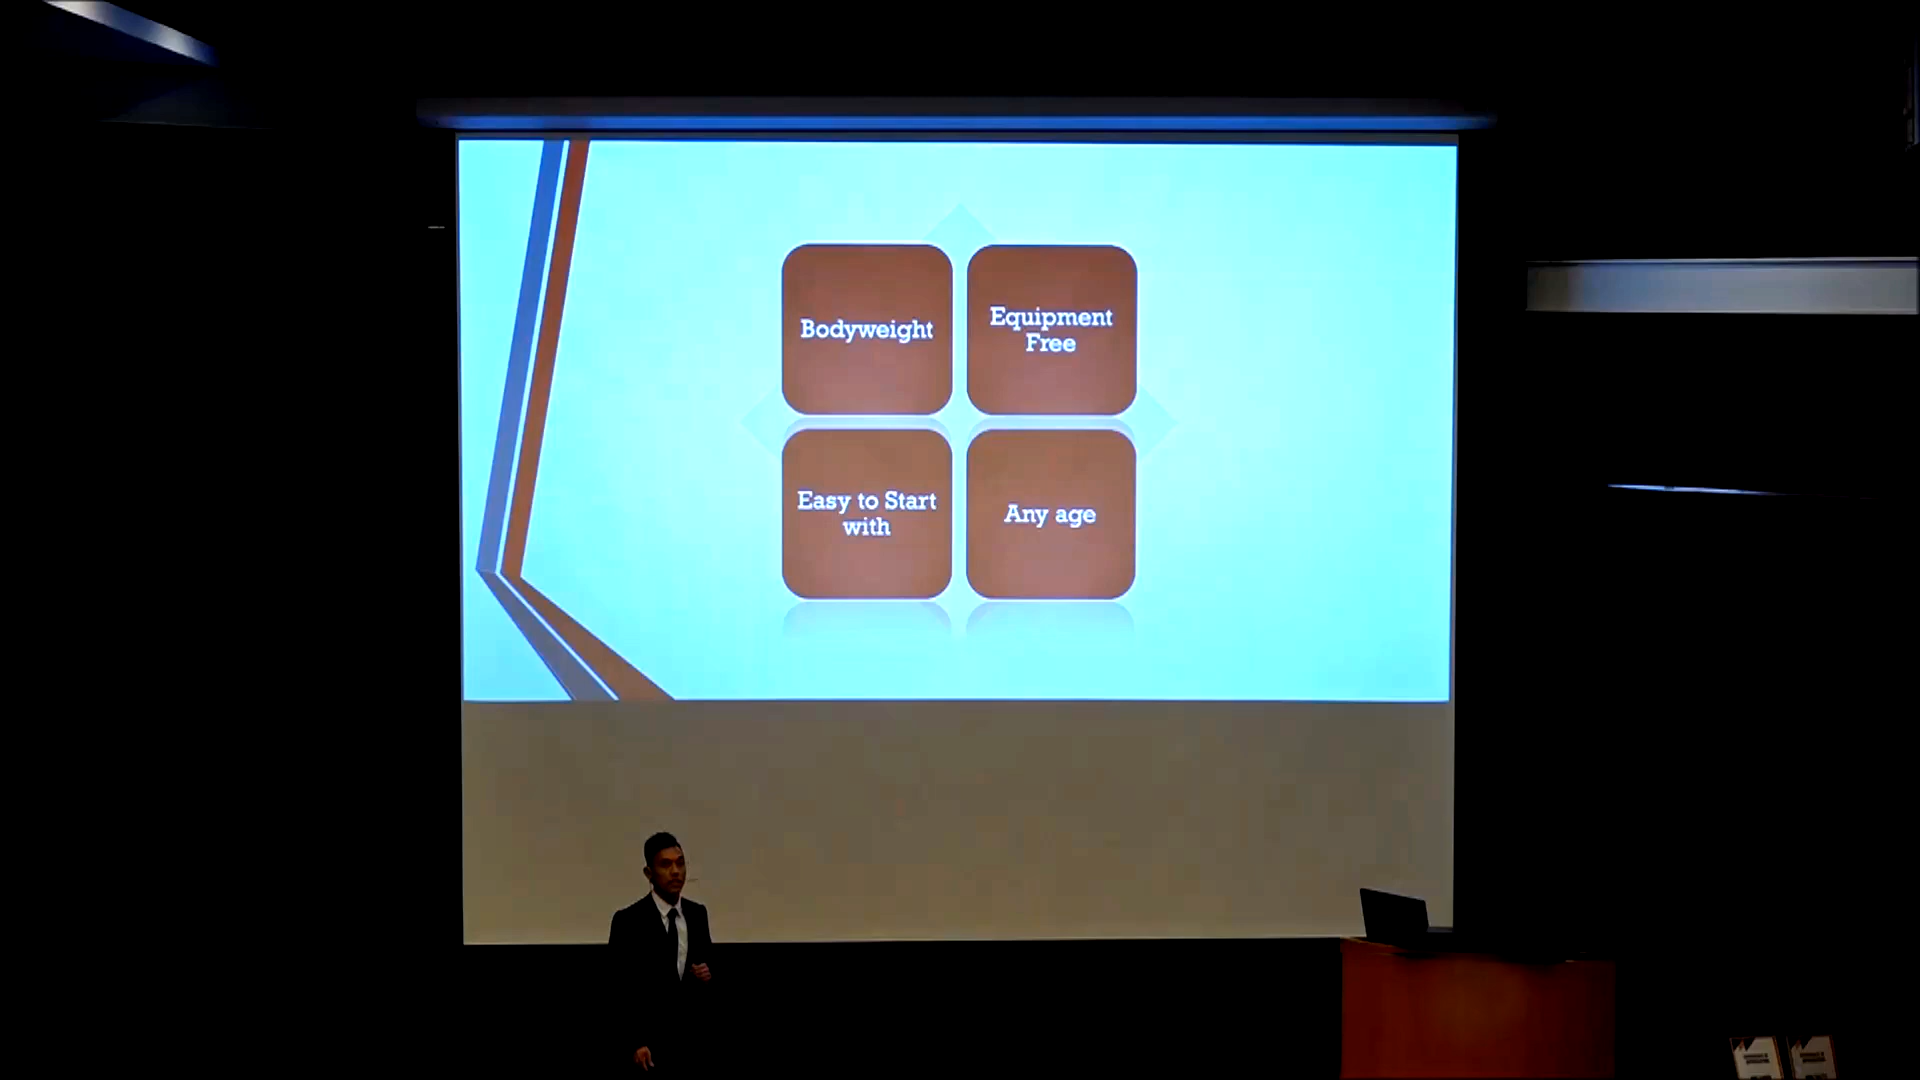 Bodyweight
Equipment
Free
Easy to Start
with
Any age